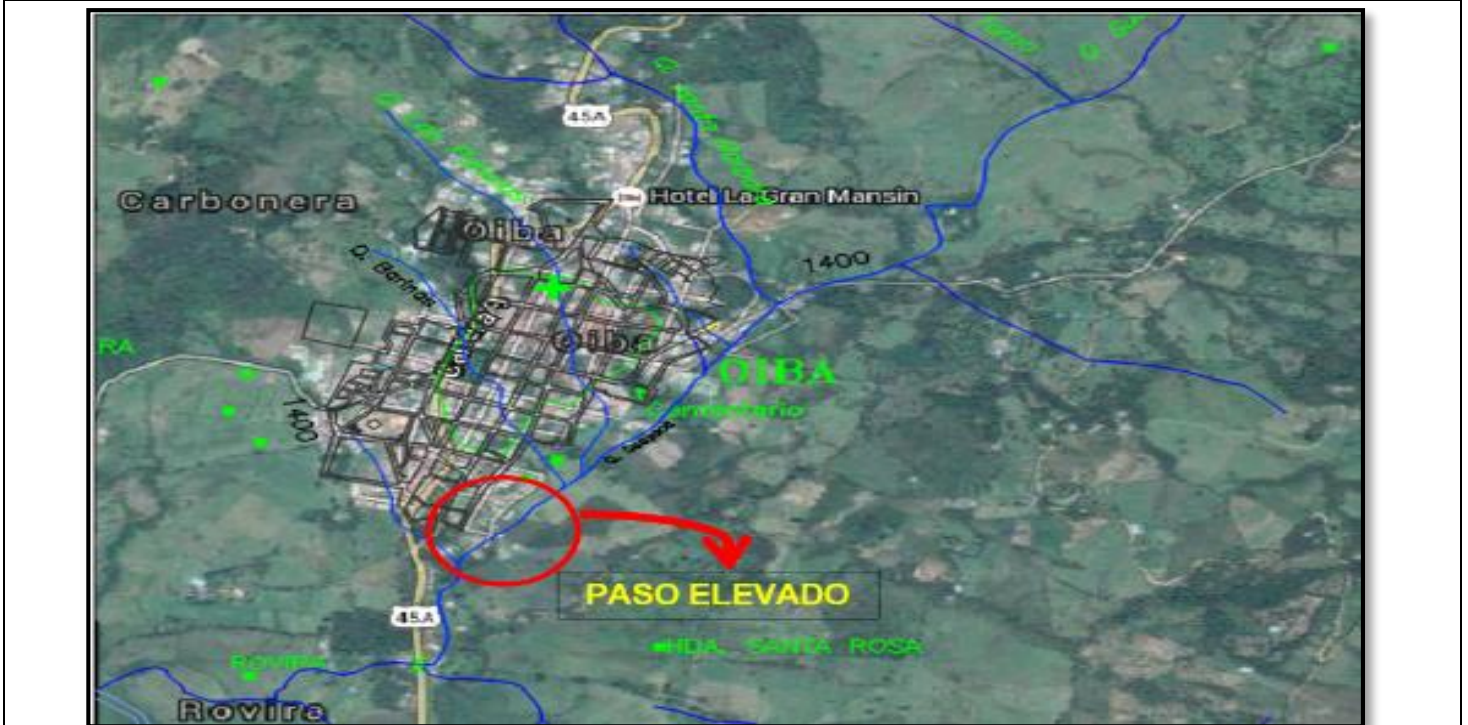 45A
Carbonera
Hotel La Gran Mansin
Oiba
1400
Q. Barinas
Oiba
RA
OIBA
Cementerio
1400
PASO ELEVADO
45A
HDA. SANTA ROSA
ROVIRA
Rovira